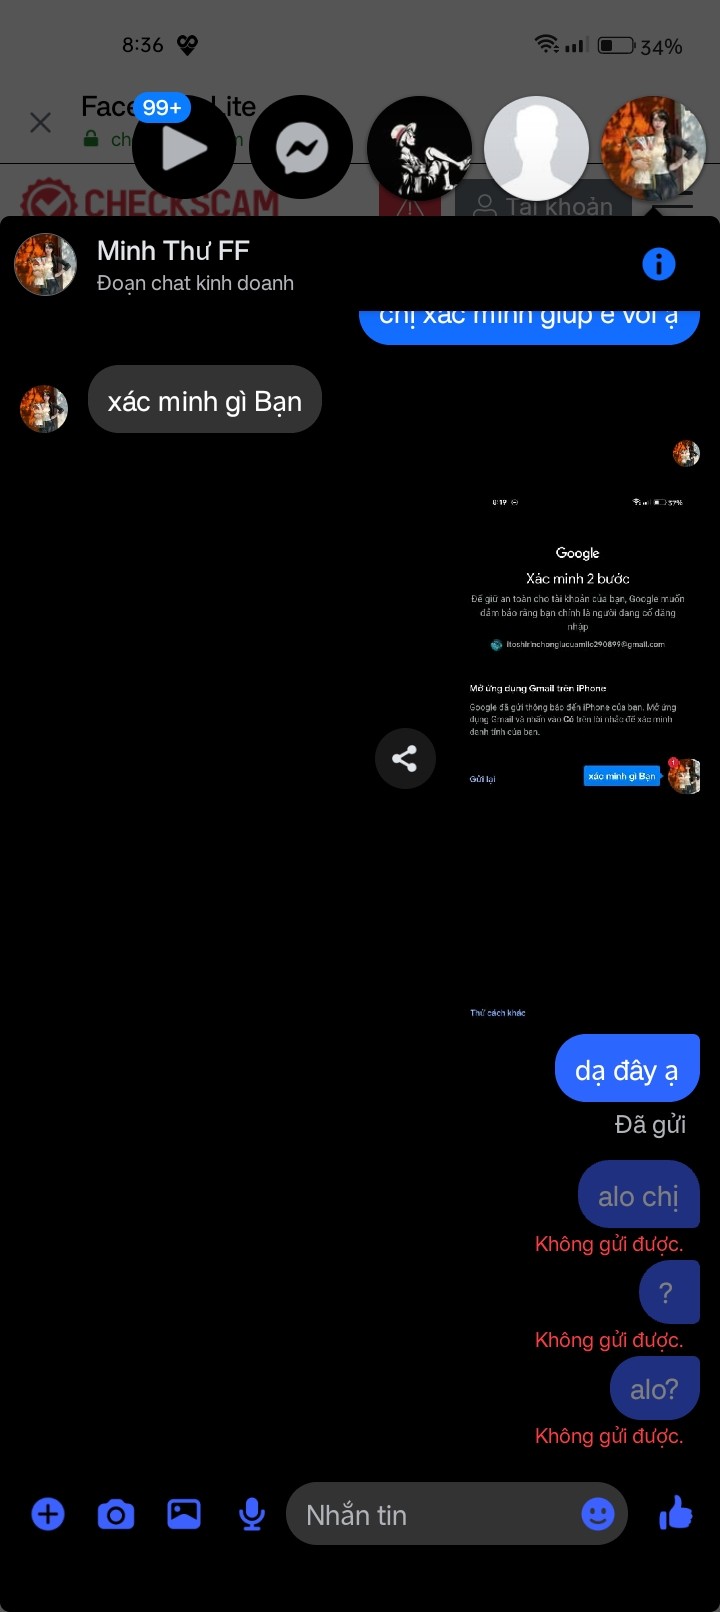 8:36
34%
Face
Lite
99+
ch
m
CHECKSCAM
Tài khoản
Minh Thư FF
Đoạn chat kinh doanh
chị xác minh giúp e với ạ
xác minh gì Bạn
8:19
37%
Google
Xác minh 2 bước
Để giữ an toàn cho tài khoản của bạn, Google muốn
đảm bảo rằng bạn chính là người đang cố đăng
nhập
itoshirinchongiucuamilo290899@gmail.com
Mở ứng dụng Gmail trên iPhone
Google đã gửi thông báo đến iPhone của bạn. Mở ứng
dụng Gmail và nhấn vào Có trên lời nhắc để xác minh
danh tính của bạn.
1
xác minh gì Bạn
Gửi lại
Thử cách khác
dạ đây ạ
Đã gửi
alo chị
Không gửi được.
?
Không gửi được.
alo?
Không gửi được.
Nhắn tin